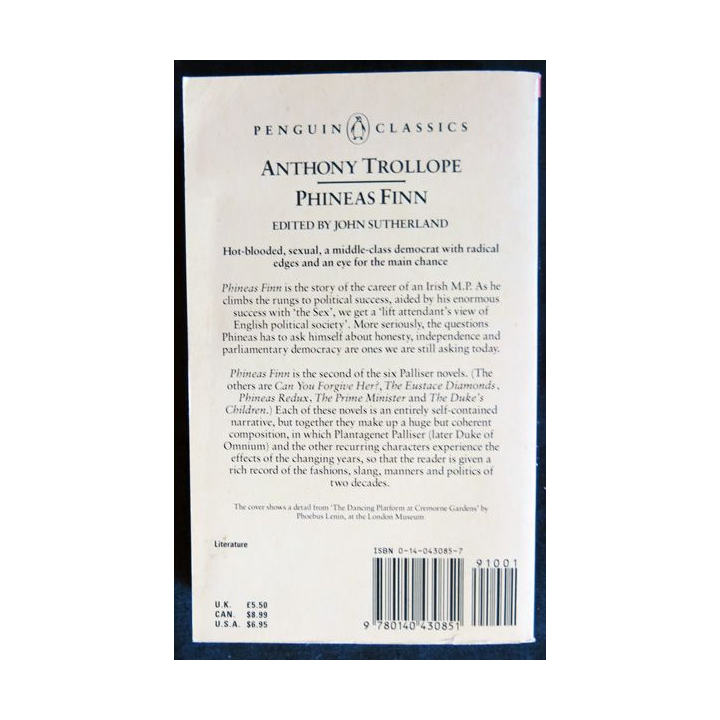 PENGUIN CLASSICS
ANTHONY TROLLOPE
PHINEAS FINN
EDITED BY JOHN SUTHERLAND
Hot-blooded, sexual, a middle-class democrat with radical
edges and an eye for the main chance
Phineas Finn is the story of the career of an Irish M.P. As he
climbs the rungs to political success, aided by his enormous
success with ‘the Sex’, we get a ‘lift attendant’s view of
English political society’. More seriously, the questions
Phineas has to ask himself about honesty, independence and
parliamentary democracy are ones we are still asking today.
Phineas Finn is the second of the six Palliser novels. (The
others are Can You Forgive Her?, The Eustace Diamonds,
Phineas Redux, The Prime Minister and The Duke’s
Children.) Each of these novels is an entirely self-contained
narrative, but together they make up a huge but coherent
composition, in which Plantagenet Palliser (later Duke of
Omnium) and the other recurring characters experience the
effects of the changing years, so that the reader is given a
rich record of the fashions, slang, manners and politics of
two decades.
The cover shows a detail from ‘The Dancing Platform at Cremorne Gardens’ by
Phoebus Lenin, at the London Museum
Literature
ISBN 0-14-043085-7
91001
U.K. £5.50
CAN. $8.99
U.S.A. $6.95
9 780140 430851